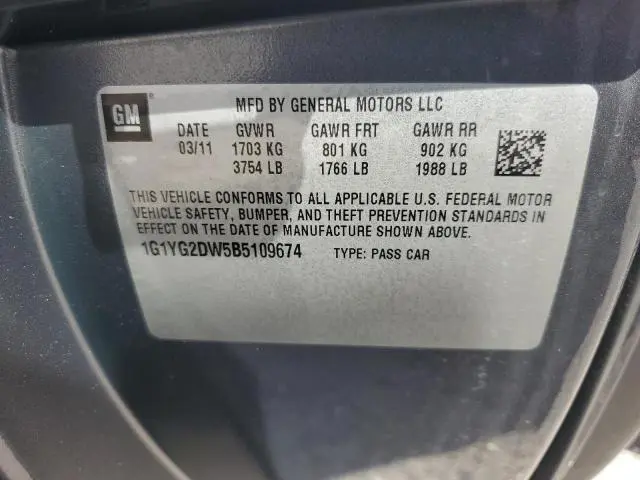 GM
MFD BY GENERAL MOTORS LLC
DATE GVWR GAWR FRT GAWR RR
03/11 1703 KG 801 KG 902 KG
3754 LB 1766 LB 1988 LB
THIS VEHICLE CONFORMS TO ALL APPLICABLE U.S. FEDERAL MOTOR
VEHICLE SAFETY, BUMPER, AND THEFT PREVENTION STANDARDS IN
EFFECT ON THE DATE OF MANUFACTURE SHOWN ABOVE.
1G1YG2DW5B5109674 TYPE: PASS CAR